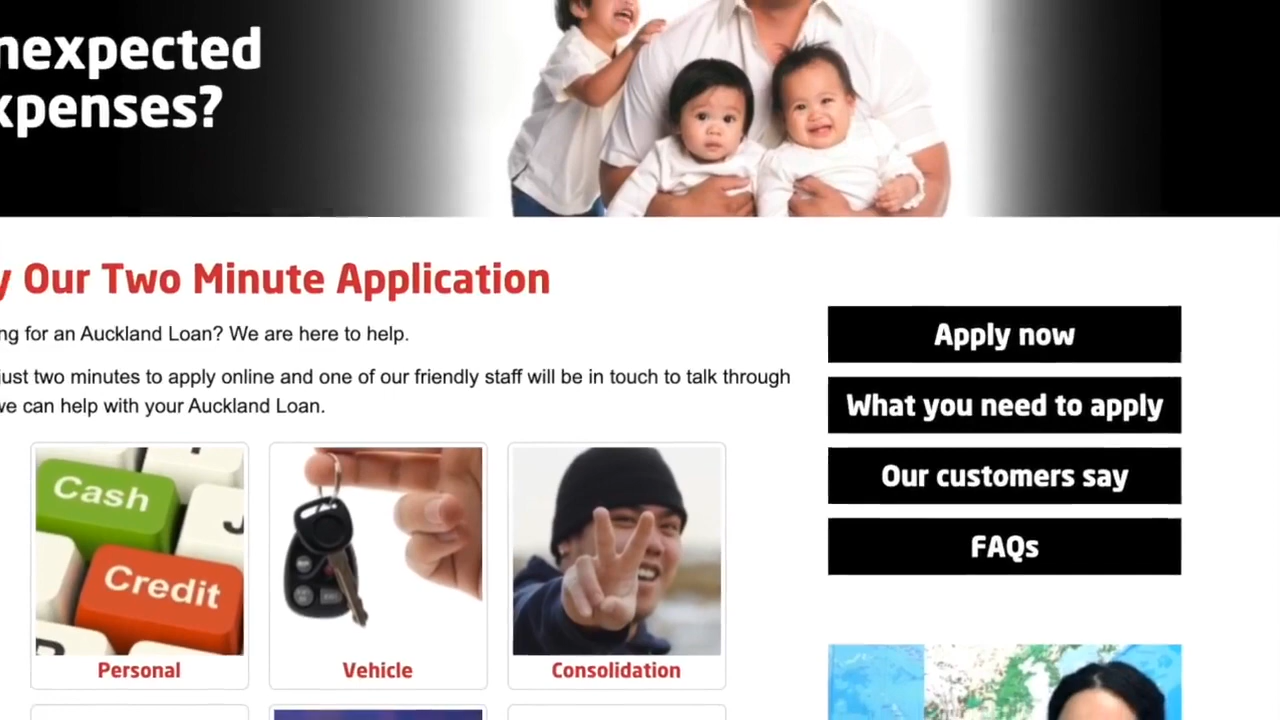 nexpected
xpenses?
y Our Two Minute Application
ng for an Auckland Loan? We are here to help.
just two minutes to apply online and one of our friendly staff will be in touch to talk through
we can help with your Auckland Loan.
Apply now
What you need to apply
Our customers say
FAQs
Cash
Credit
Personal
Vehicle
Consolidation